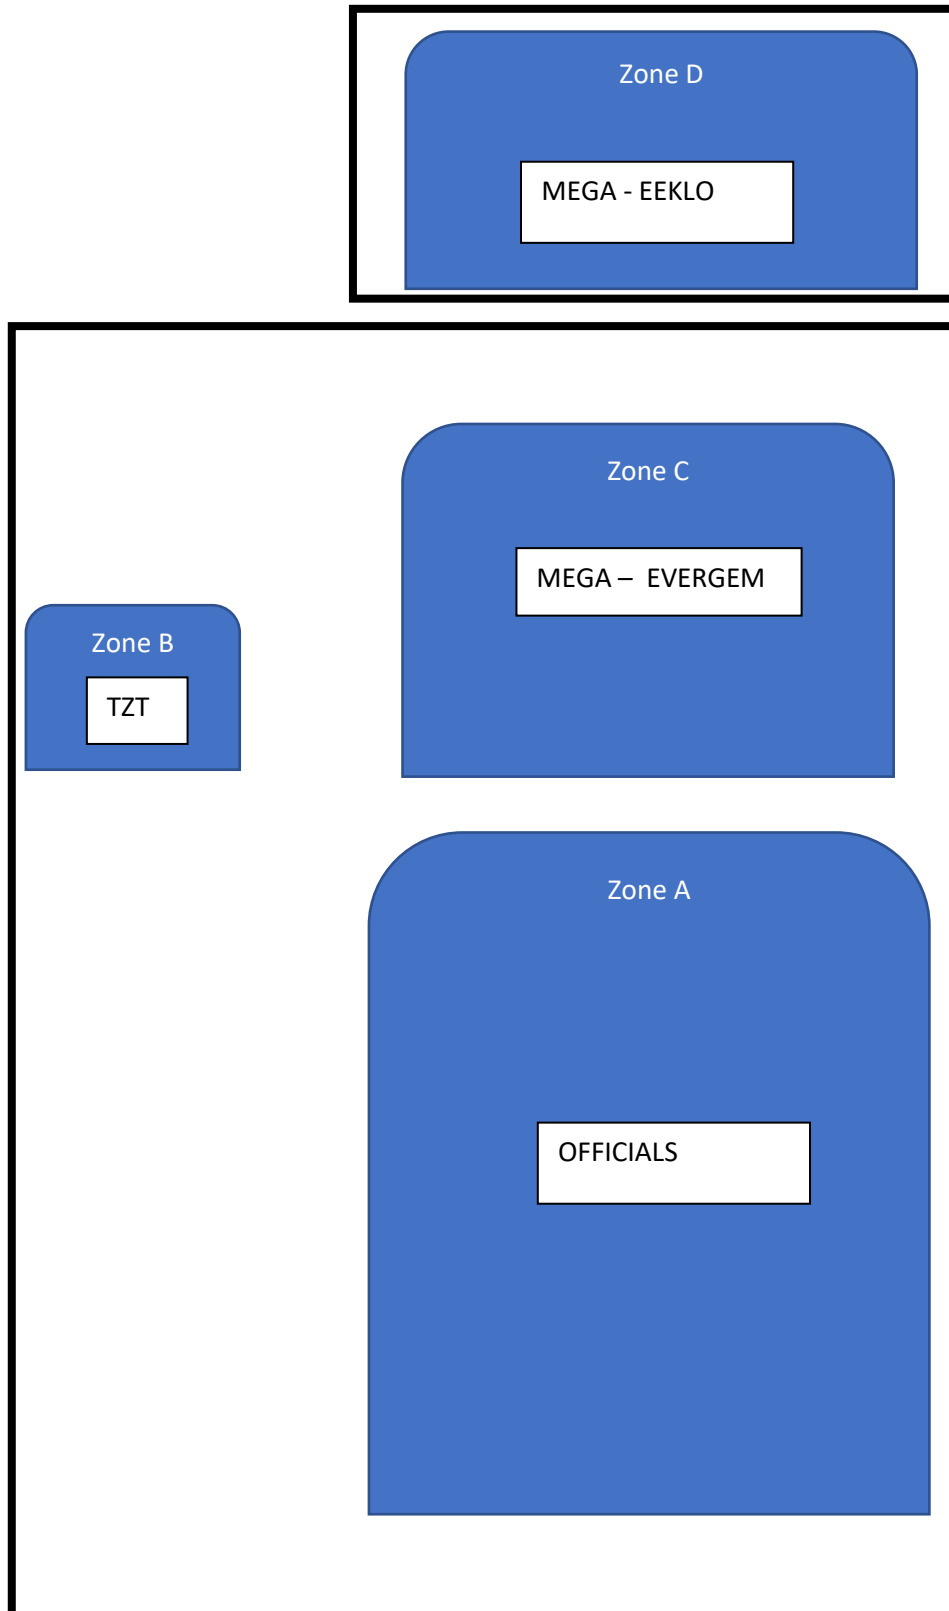 Zone D
MEGA - EEKLO
Zone C
MEGA – EVERGEM
Zone B
TZT
Zone A
OFFICIALS